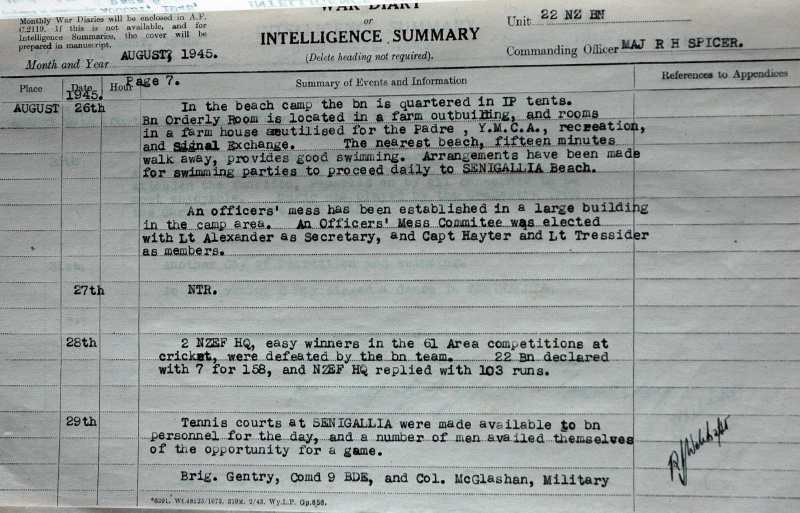 WAR DIARY
Monthly War Diaries will be enclosed in A.F.
C.2119. If this is not available, and for
Intelligence Summaries, the cover will be
prepared in manuscript.
or
INTELLIGENCE SUMMARY
(Delete heading not required).
Unit 22 NZ BN
Commanding Officer MAJ R H SPICER.
Month and Year AUGUST, 1945.
Page 7.
Place Date Hour Summary of Events and Information References to Appendices
1945.
AUGUST 26th In the beach camp the bn is quartered in IP tents.
Bn Orderly Room is located in a farm outbuilding, and rooms
in a farm house utilised for the Padre , Y.M.C.A., recreation,
and Signal Exchange. The nearest beach, fifteen minutes
walk away, provides good swimming. Arrangements have been made
for swimming parties to proceed daily to SENIGALLIA Beach.
An officers' mess has been established in a large building
in the camp area. An Officers' Mess Commitee was elected
with Lt Alexander as Secretary, and Capt Hayter and Lt Tressider
as members.
27th NTR.
28th 2 NZEF HQ, easy winners in the 61 Area competitions at
cricket, were defeated by the bn team. 22 Bn declared
with 7 for 158, and NZEF HQ replied with 103 runs.
29th Tennis courts at SENIGALLIA were made available to bn
personnel for the day, and a number of men availed themselves
of the opportunity for a game.
Brig. Gentry, Comd 9 BDE, and Col. McGlashan, Military
*6391. Wt.48123/1073. 319M. 2/43. Wy.L.P. Gp.656.